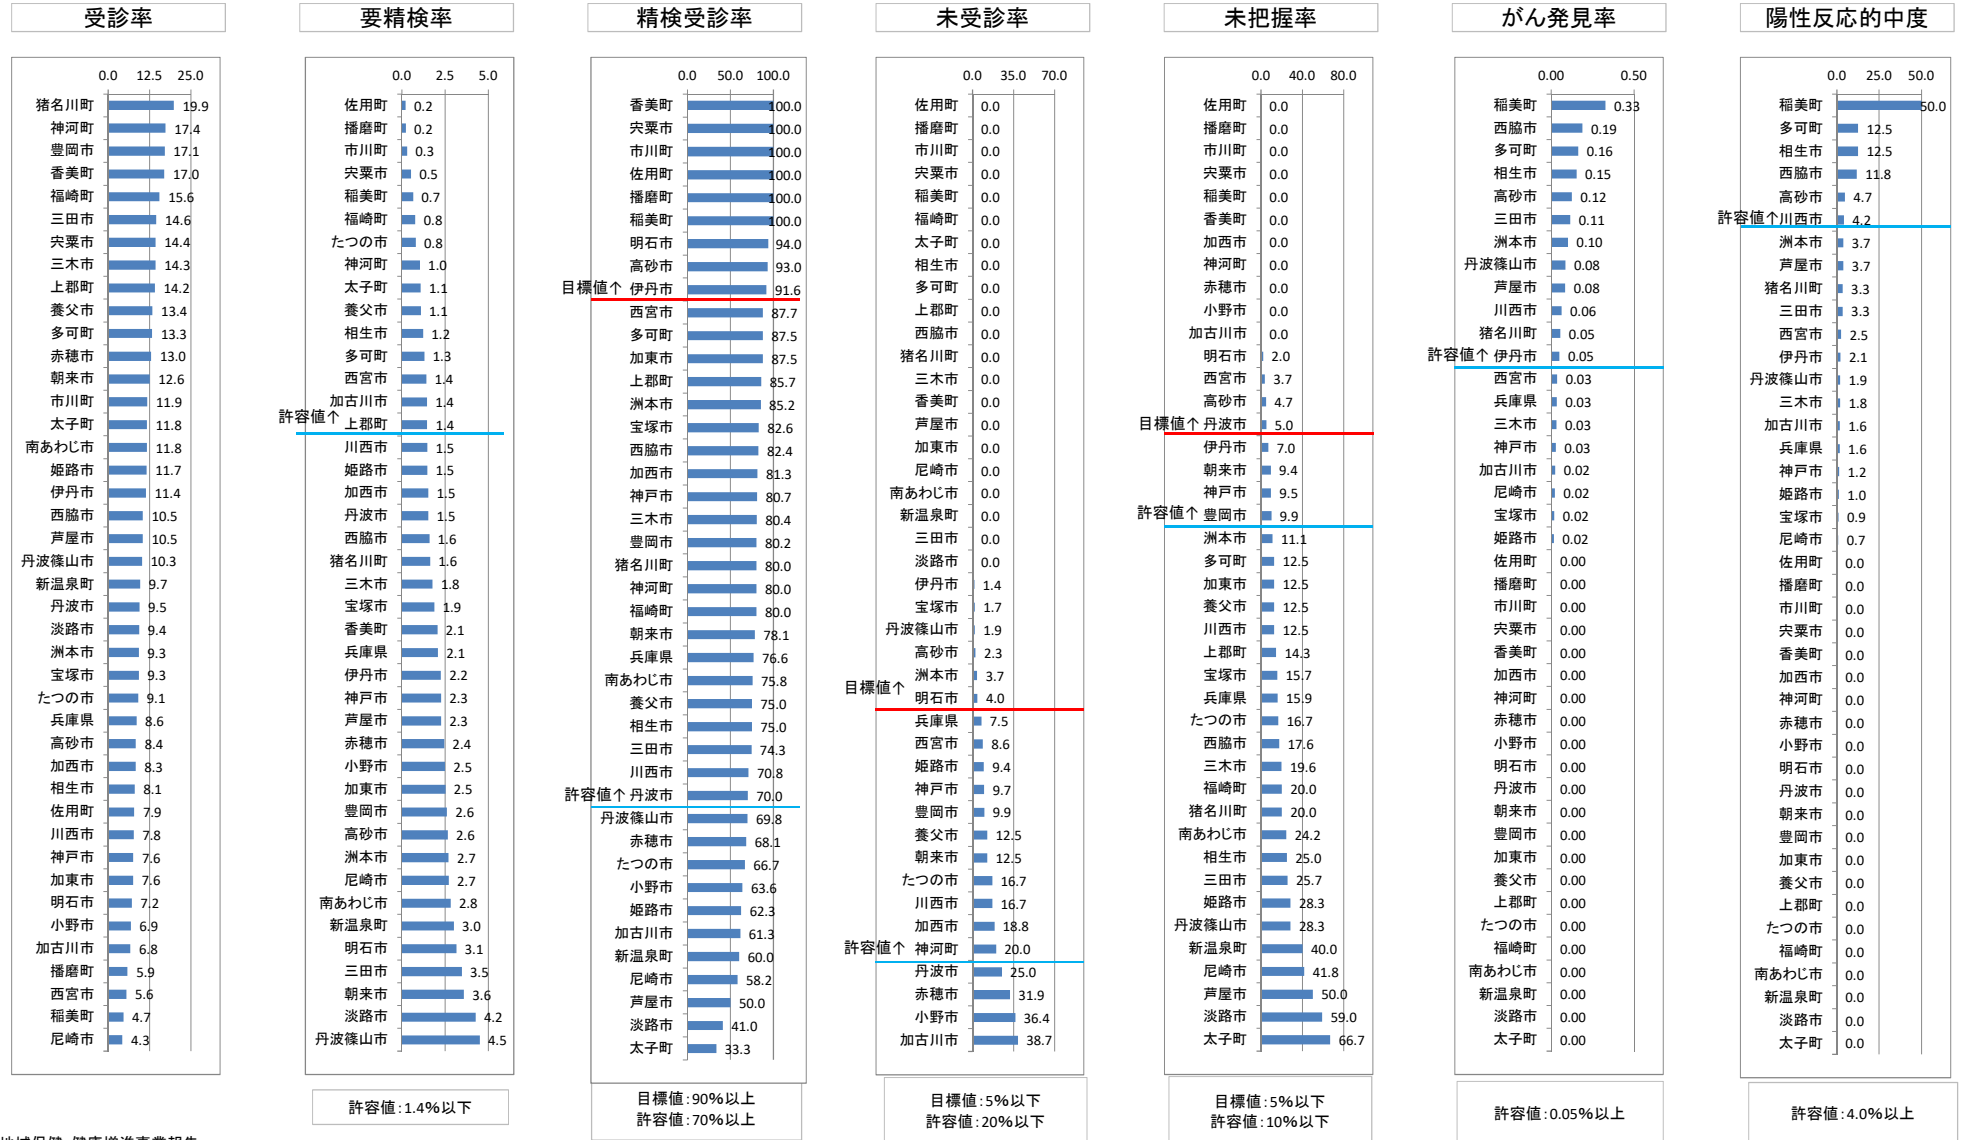 受診率
0.0 12.5 25.0
猪名川町 19.9
神河町 17.4
豊岡市 17.1
香美町 17.0
福崎町 15.6
三田市 14.6
宍粟市 14.4
三木市 14.3
上郡町 14.2
養父市 13.4
多可町 13.3
赤穂市 13.0
朝来市 12.6
市川町 11.9
太子町 11.8
南あわじ市 11.8
姫路市 11.7
伊丹市 11.4
西脇市 10.5
芦屋市 10.5
丹波篠山市 10.3
新温泉町 9.7
丹波市 9.5
淡路市 9.4
洲本市 9.3
宝塚市 9.3
たつの市 9.1
兵庫県 8.6
高砂市 8.4
加西市 8.3
相生市 8.1
佐用町 7.9
川西市 7.8
神戸市 7.6
加東市 7.6
明石市 7.2
小野市 6.9
加古川市 6.8
播磨町 5.9
西宮市 5.6
稲美町 4.7
尼崎市 4.3
要精検率
0.0 2.5 5.0
佐用町 0.2
播磨町 0.2
市川町 0.3
宍粟市 0.5
稲美町 0.7
福崎町 0.8
たつの市 0.8
神河町 1.0
太子町 1.1
養父市 1.1
相生市 1.2
多可町 1.3
西宮市 1.4
加古川市 1.4
許容値↑ 上郡町 1.4
川西市 1.5
姫路市 1.5
加西市 1.5
丹波市 1.5
西脇市 1.6
猪名川町 1.6
三木市 1.8
宝塚市 1.9
香美町 2.1
兵庫県 2.1
伊丹市 2.2
神戸市 2.3
芦屋市 2.3
赤穂市 2.4
小野市 2.5
加東市 2.5
豊岡市 2.6
高砂市 2.6
洲本市 2.7
尼崎市 2.7
南あわじ市 2.8
新温泉町 3.0
明石市 3.1
三田市 3.5
朝来市 3.6
淡路市 4.2
丹波篠山市 4.5
許容値:1.4%以下
精検受診率
0.0 50.0 100.0
香美町 100.0
宍粟市 100.0
市川町 100.0
佐用町 100.0
播磨町 100.0
稲美町 100.0
明石市 94.0
高砂市 93.0
目標値↑ 伊丹市 91.6
西宮市 87.7
多可町 87.5
加東市 87.5
上郡町 85.7
洲本市 85.2
宝塚市 82.6
西脇市 82.4
加西市 81.3
神戸市 80.7
三木市 80.4
豊岡市 80.2
猪名川町 80.0
神河町 80.0
福崎町 80.0
朝来市 78.1
兵庫県 76.6
南あわじ市 75.8
養父市 75.0
相生市 75.0
三田市 74.3
川西市 70.8
許容値↑ 丹波市 70.0
丹波篠山市 69.8
赤穂市 68.1
たつの市 66.7
小野市 63.6
姫路市 62.3
加古川市 61.3
新温泉町 60.0
尼崎市 58.2
芦屋市 50.0
淡路市 41.0
太子町 33.3
目標値:90%以上
許容値:70%以上
未受診率
0.0 35.0 70.0
佐用町 0.0
播磨町 0.0
市川町 0.0
宍粟市 0.0
稲美町 0.0
福崎町 0.0
太子町 0.0
相生市 0.0
多可町 0.0
上郡町 0.0
西脇市 0.0
猪名川町 0.0
三木市 0.0
香美町 0.0
芦屋市 0.0
加東市 0.0
尼崎市 0.0
南あわじ市 0.0
新温泉町 0.0
三田市 0.0
淡路市 0.0
伊丹市 1.4
宝塚市 1.7
丹波篠山市 1.9
高砂市 2.3
洲本市 3.7
目標値↑ 明石市 4.0
兵庫県 7.5
西宮市 8.6
姫路市 9.4
神戸市 9.7
豊岡市 9.9
養父市 12.5
朝来市 12.5
たつの市 16.7
川西市 16.7
加西市 18.8
許容値↑ 神河町 20.0
丹波市 25.0
赤穂市 31.9
小野市 36.4
加古川市 38.7
目標値:5%以下
許容値:20%以下
未把握率
0.0 40.0 80.0
佐用町 0.0
播磨町 0.0
市川町 0.0
宍粟市 0.0
稲美町 0.0
香美町 0.0
加西市 0.0
神河町 0.0
赤穂市 0.0
小野市 0.0
加古川市 0.0
明石市 2.0
西宮市 3.7
高砂市 4.7
目標値↑ 丹波市 5.0
伊丹市 7.0
朝来市 9.4
神戸市 9.5
許容値↑ 豊岡市 9.9
洲本市 11.1
多可町 12.5
加東市 12.5
養父市 12.5
川西市 12.5
上郡町 14.3
宝塚市 15.7
兵庫県 15.9
たつの市 16.7
西脇市 17.6
三木市 19.6
福崎町 20.0
猪名川町 20.0
南あわじ市 24.2
相生市 25.0
三田市 25.7
姫路市 28.3
丹波篠山市 28.3
新温泉町 40.0
尼崎市 41.8
芦屋市 50.0
淡路市 59.0
太子町 66.7
目標値:5%以下
許容値:10%以下
がん発見率
0.00 0.50
稲美町 0.33
西脇市 0.19
多可町 0.16
相生市 0.15
高砂市 0.12
三田市 0.11
洲本市 0.10
丹波篠山市 0.08
芦屋市 0.08
川西市 0.06
猪名川町 0.05
許容値↑ 伊丹市 0.05
西宮市 0.03
兵庫県 0.03
三木市 0.03
神戸市 0.03
加古川市 0.02
尼崎市 0.02
宝塚市 0.02
姫路市 0.02
佐用町 0.00
播磨町 0.00
市川町 0.00
宍粟市 0.00
香美町 0.00
加西市 0.00
神河町 0.00
赤穂市 0.00
小野市 0.00
明石市 0.00
丹波市 0.00
朝来市 0.00
豊岡市 0.00
加東市 0.00
養父市 0.00
上郡町 0.00
たつの市 0.00
福崎町 0.00
南あわじ市 0.00
新温泉町 0.00
淡路市 0.00
太子町 0.00
許容値:0.05%以上
陽性反応的中度
0.0 25.0 50.0
稲美町 50.0
多可町 12.5
相生市 12.5
西脇市 11.8
高砂市 4.7
許容値↑川西市 4.2
洲本市 3.7
芦屋市 3.7
猪名川町 3.3
三田市 3.3
西宮市 2.5
伊丹市 2.1
丹波篠山市 1.9
三木市 1.8
加古川市 1.6
兵庫県 1.6
神戸市 1.2
姫路市 1.0
宝塚市 0.9
尼崎市 0.7
佐用町 0.0
播磨町 0.0
市川町 0.0
宍粟市 0.0
香美町 0.0
加西市 0.0
神河町 0.0
赤穂市 0.0
小野市 0.0
明石市 0.0
丹波市 0.0
朝来市 0.0
豊岡市 0.0
加東市 0.0
養父市 0.0
上郡町 0.0
たつの市 0.0
福崎町 0.0
南あわじ市 0.0
新温泉町 0.0
淡路市 0.0
太子町 0.0
許容値:4.0%以上